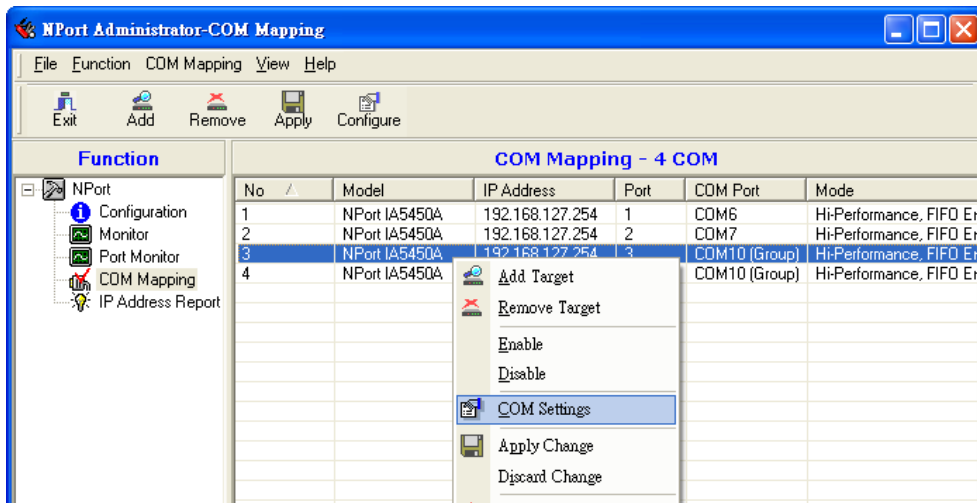 NPort Administrator-COM Mapping
File Function COM Mapping View Help
Exit Add Remove Apply Configure
Function
COM Mapping - 4 COM
NPort
Configuration
Monitor
Port Monitor
COM Mapping
IP Address Report
No Model IP Address Port COM Port Mode
1 NPort IA5450A 192.168.127.254 1 COM6 Hi-Performance, FIFO En
2 NPort IA5450A 192.168.127.254 2 COM7 Hi-Performance, FIFO En
3 NPort IA5450A 192.168.127.254 3 COM10 (Group) Hi-Performance, FIFO En
4 NPort IA5450A COM10 (Group) Hi-Performance, FIFO En
Add Target
Remove Target
Enable
Disable
COM Settings
Apply Change
Discard Change